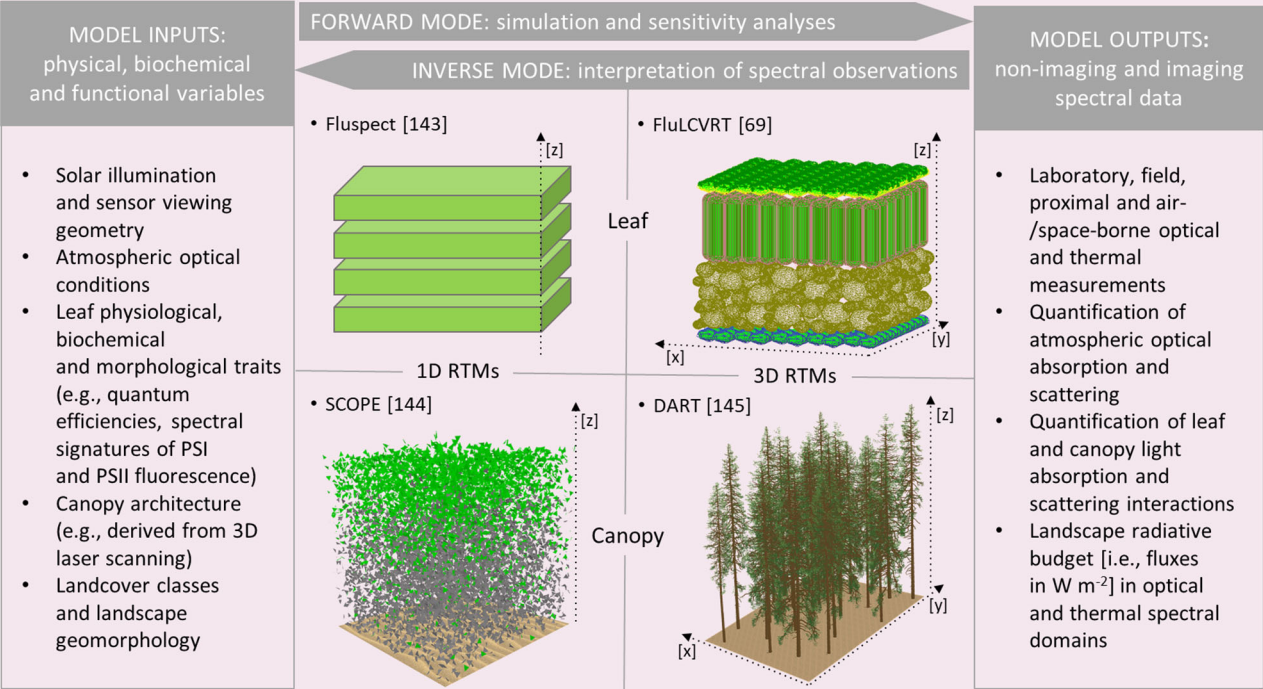 MODEL INPUTS:
physical, biochemical
and functional variables
• Solar illumination
and sensor viewing
geometry
• Atmospheric optical
conditions
• Leaf physiological,
biochemical
and morphological traits
(e.g., quantum
efficiencies, spectral
signatures of PSI
and PSII fluorescence)
• Canopy architecture
(e.g., derived from 3D
laser scanning)
• Landcover classes
and landscape
geomorphology
FORWARD MODE: simulation and sensitivity analyses
INVERSE MODE: interpretation of spectral observations
• Fluspect [143]
[z]
• FluLCVRT [69]
[z]
[y]
[x]
Leaf
1D RTMs
3D RTMs
• SCOPE [144]
[z]
• DART [145]
[z]
[y]
[x]
Canopy
MODEL OUTPUTS:
non-imaging and imaging
spectral data
• Laboratory, field,
proximal and air-
/space-borne optical
and thermal
measurements
• Quantification of
atmospheric optical
absorption and
scattering
• Quantification of leaf
and canopy light
absorption and
scattering interactions
• Landscape radiative
budget [i.e., fluxes
in W m⁻²] in optical
and thermal spectral
domains